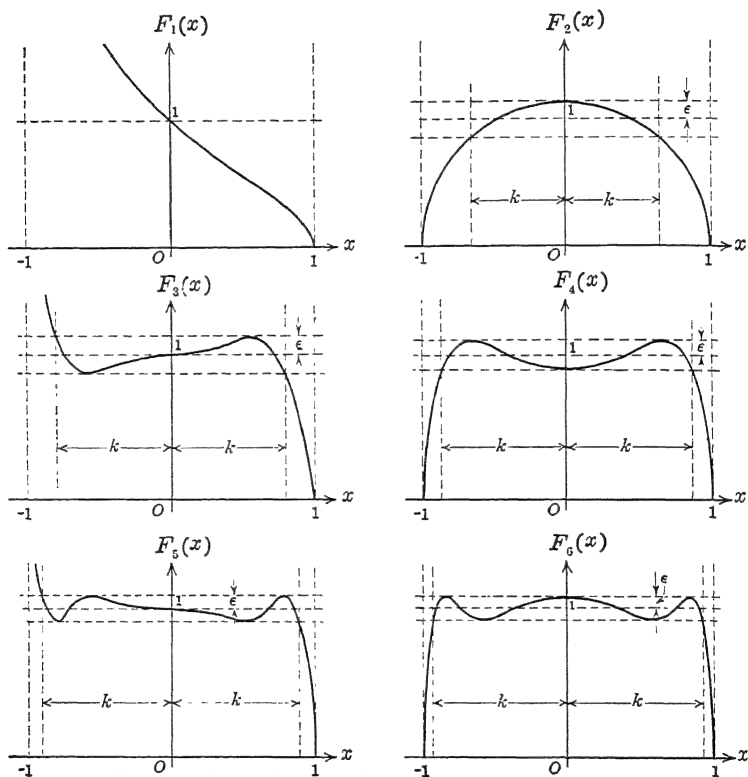 F₁(x)
1
-1
O
1
x
F₂(x)
1
ϵ
k
k
-1
O
1
x
F₃(x)
1
ϵ
k
k
-1
O
1
x
F₄(x)
1
ϵ
k
k
-1
O
1
x
F₅(x)
1
ϵ
k
k
-1
O
1
x
F₆(x)
ϵ
1
k
k
-1
O
1
x